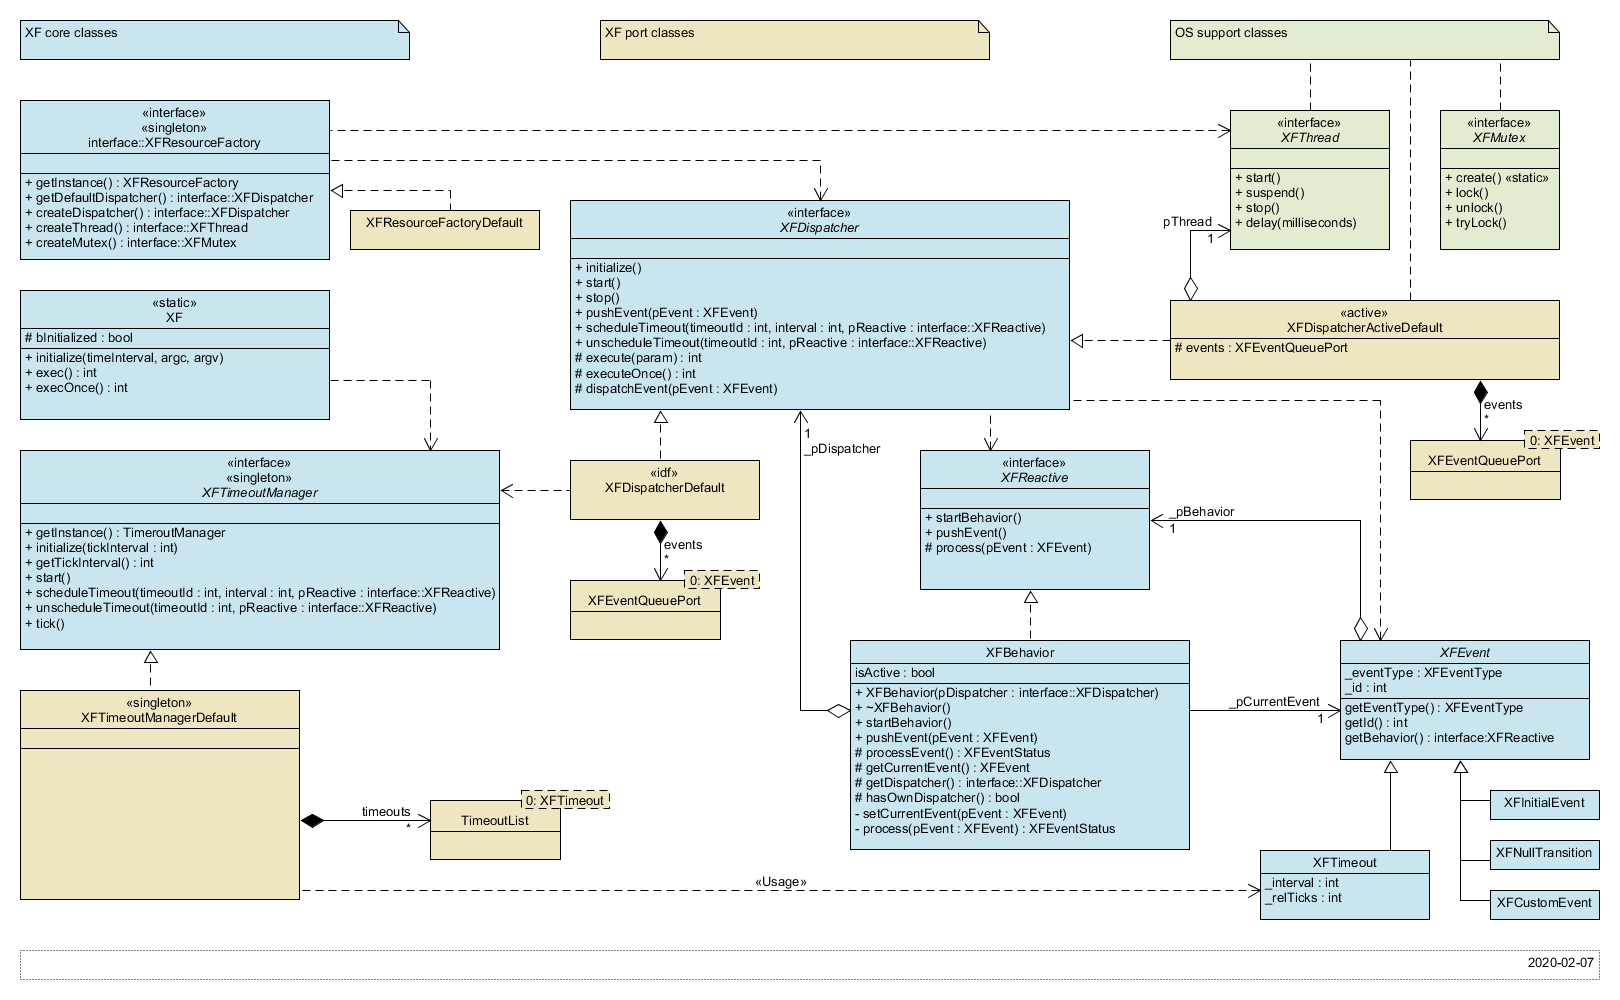 XF core classes
XF port classes
OS support classes
«interface»
«singleton»
interface::XFResourceFactory
+ getInstance() : XFResourceFactory
+ getDefaultDispatcher() : interface::XFDispatcher
+ createDispatcher() : interface::XFDispatcher
+ createThread() : interface::XFThread
+ createMutex() : interface::XFMutex
XFResourceFactoryDefault
«interface»
XFThread
+ start()
+ suspend()
+ stop()
+ delay(milliseconds)
«interface»
XFMutex
+ create() «static»
+ lock()
+ unlock()
+ tryLock()
«interface»
XFDispatcher
+ initialize()
+ start()
+ stop()
+ pushEvent(pEvent : XFEvent)
+ scheduleTimeout(timeoutId : int, interval : int, pReactive : interface::XFReactive)
+ unscheduleTimeout(timeoutId : int, pReactive : interface::XFReactive)
# execute(param) : int
# executeOnce() : int
# dispatchEvent(pEvent : XFEvent)
pThread
1
«active»
XFDispatcherActiveDefault
# events : XFEventQueuePort
events
*
0: XFEvent
XFEventQueuePort
«static»
XF
# bInitialized : bool
+ initialize(timeInterval, argc, argv)
+ exec() : int
+ execOnce() : int
«interface»
«singleton»
XFTimeoutManager
+ getInstance() : TimeroutManager
+ initialize(tickInterval : int)
+ getTickInterval() : int
+ start()
+ scheduleTimeout(timeoutId : int, interval : int, pReactive : interface::XFReactive)
+ unscheduleTimeout(timeoutId : int, pReactive : interface::XFReactive)
+ tick()
«idf»
XFDispatcherDefault
events
*
0: XFEvent
XFEventQueuePort
1
_pDispatcher
«interface»
XFReactive
+ startBehavior()
+ pushEvent()
# process(pEvent : XFEvent)
_pBehavior
1
XFBehavior
isActive : bool
+ XFBehavior(pDispatcher : interface::XFDispatcher)
+ ~XFBehavior()
+ startBehavior()
+ pushEvent(pEvent : XFEvent)
# processEvent() : XFEventStatus
# getCurrentEvent() : XFEvent
# getDispatcher() : interface::XFDispatcher
# hasOwnDispatcher() : bool
- setCurrentEvent(pEvent : XFEvent)
- process(pEvent : XFEvent) : XFEventStatus
_pCurrentEvent
1
XFEvent
_eventType : XFEventType
_id : int
getEventType() : XFEventType
getId() : int
getBehavior() : interface:XFReactive
«singleton»
XFTimeoutManagerDefault
timeouts
*
0: XFTimeout
TimeoutList
«Usage»
XFTimeout
_interval : int
_relTicks : int
XFInitialEvent
XFNullTransition
XFCustomEvent
2020-02-07